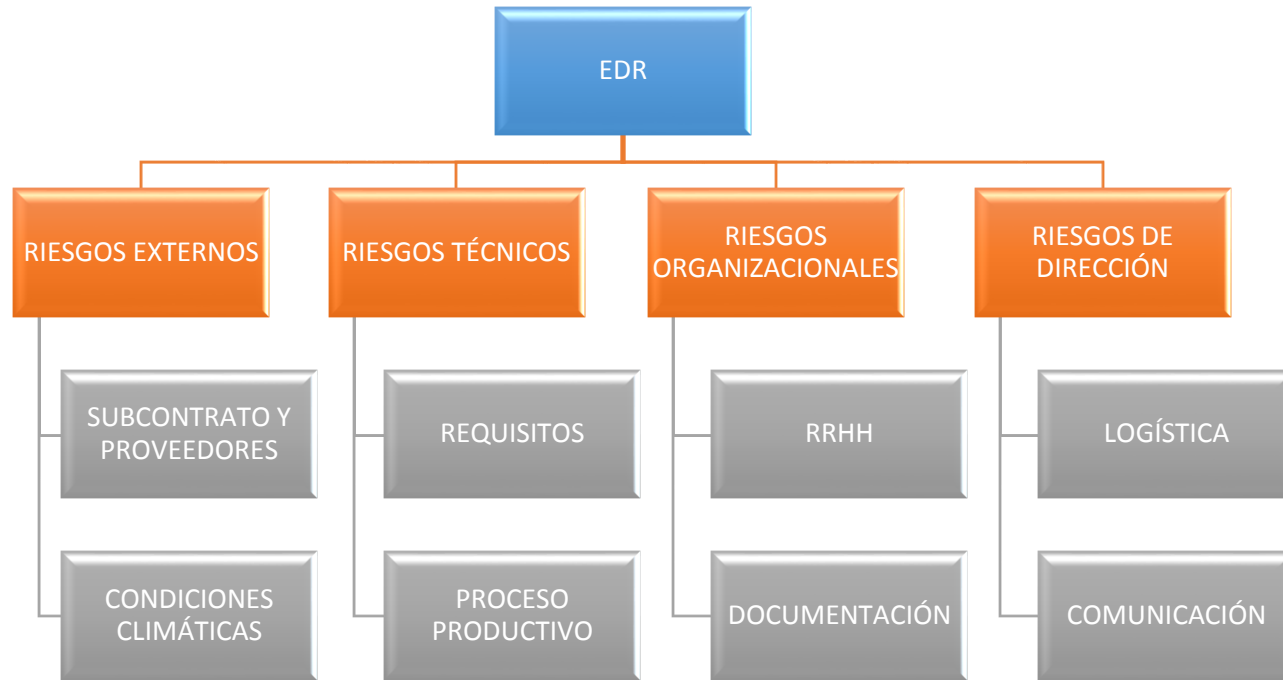 EDR
RIESGOS EXTERNOS
RIESGOS TÉCNICOS
RIESGOS
ORGANIZACIONALES
RIESGOS DE
DIRECCIÓN
SUBCONTRATO Y
PROVEEDORES
REQUISITOS
RRHH
LOGÍSTICA
CONDICIONES
CLIMÁTICAS
PROCESO
PRODUCTIVO
DOCUMENTACIÓN
COMUNICACIÓN